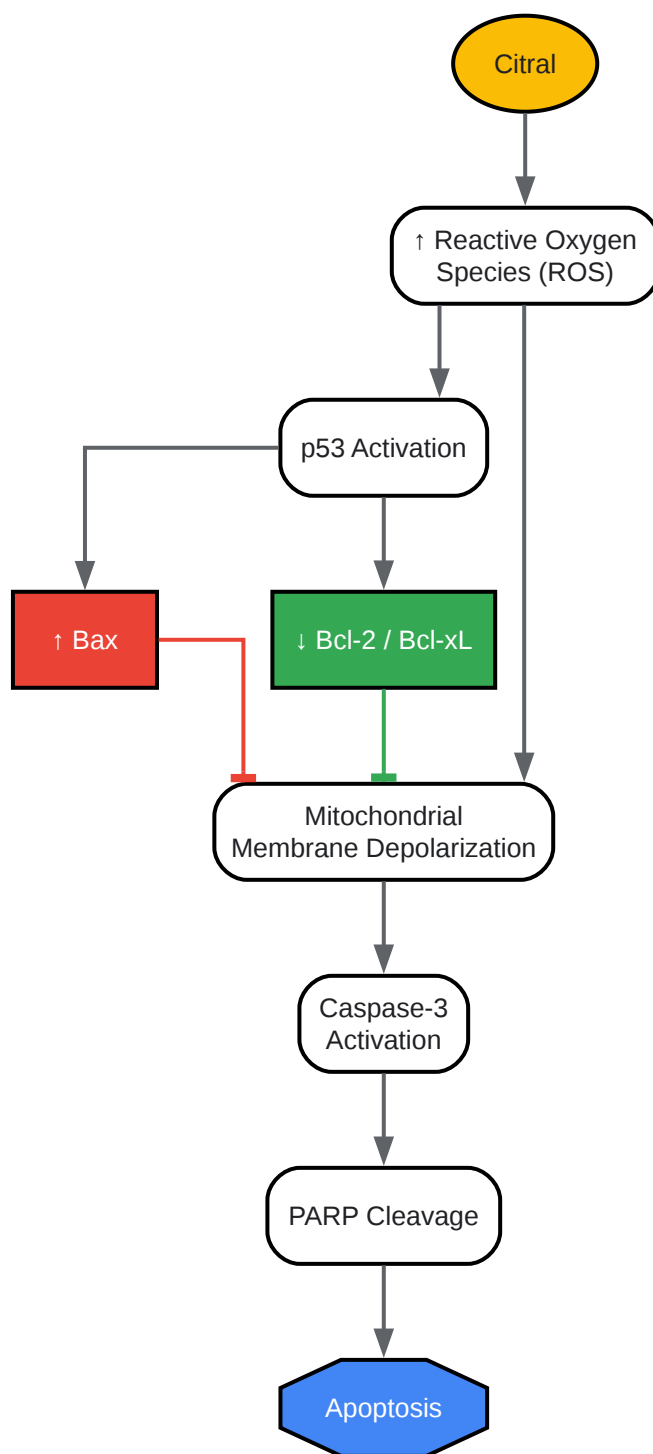 Citral
↑ Reactive Oxygen
Species (ROS)
p53 Activation
↑ Bax
↓ Bcl-2 / Bcl-xL
Mitochondrial
Membrane Depolarization
Caspase-3
Activation
PARP Cleavage
Apoptosis